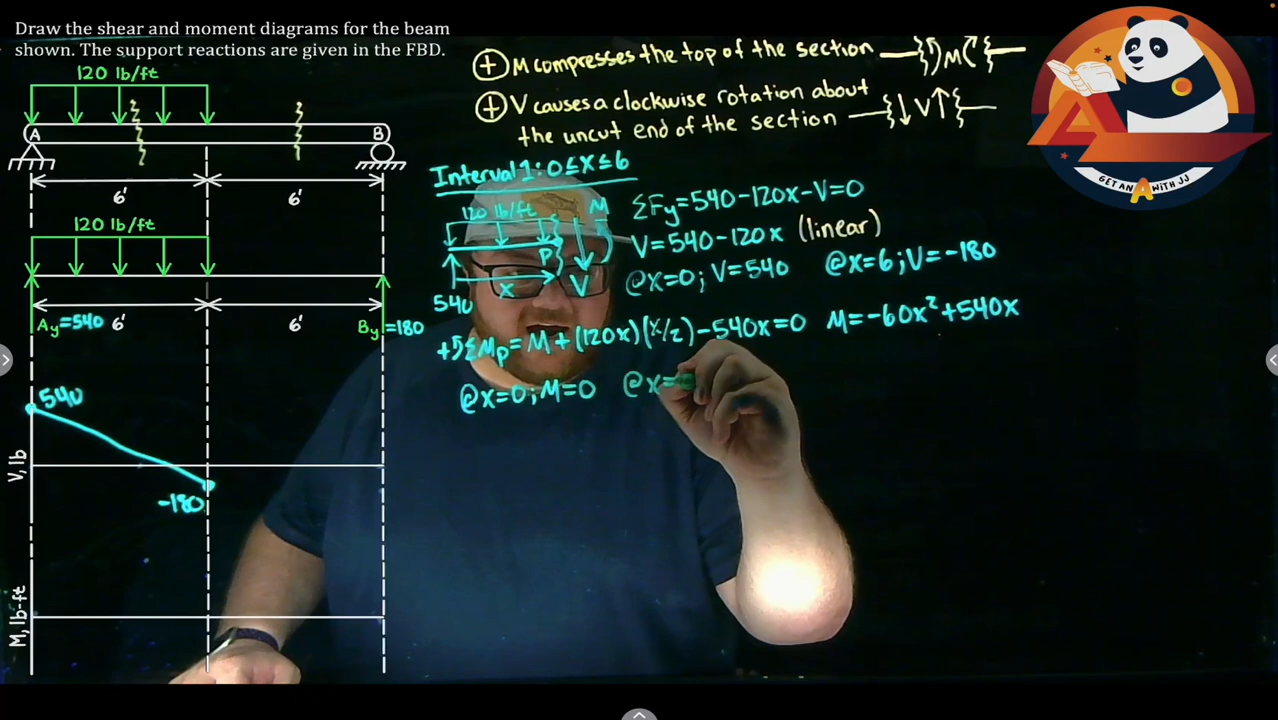 Draw the shear and moment diagrams for the beam
shown. The support reactions are given in the FBD.
120 lb/ft
A
B
6'
6'
120 lb/ft
Ay=540
6'
6'
By=180
540
V, lb
-180
M, lb-ft
+ M compresses the top of the section M
+ V causes a clockwise rotation about
the uncut end of the section V
Interval 1: 0≤x≤6
120 lb/ft
M
P
x
V
540
ΣFy=540-120x-V=0
V=540-120x (linear)
@x=0; V=540 @x=6; V=-180
+↺ΣMp=M+(120x)(x/2)-540x=0 M=-60x²+540x
@x=0; M=0 @x=
GET AN A WITH JJ